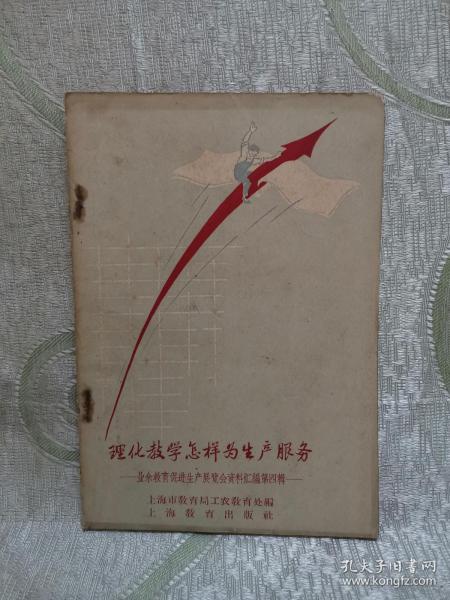 理化教学怎样为生产服务
——业余教育促进生产展览会资料汇编第四辑——
上海市教育局工农教育处编
上海教育出版社
孔夫子旧书网
www.kongfz.com